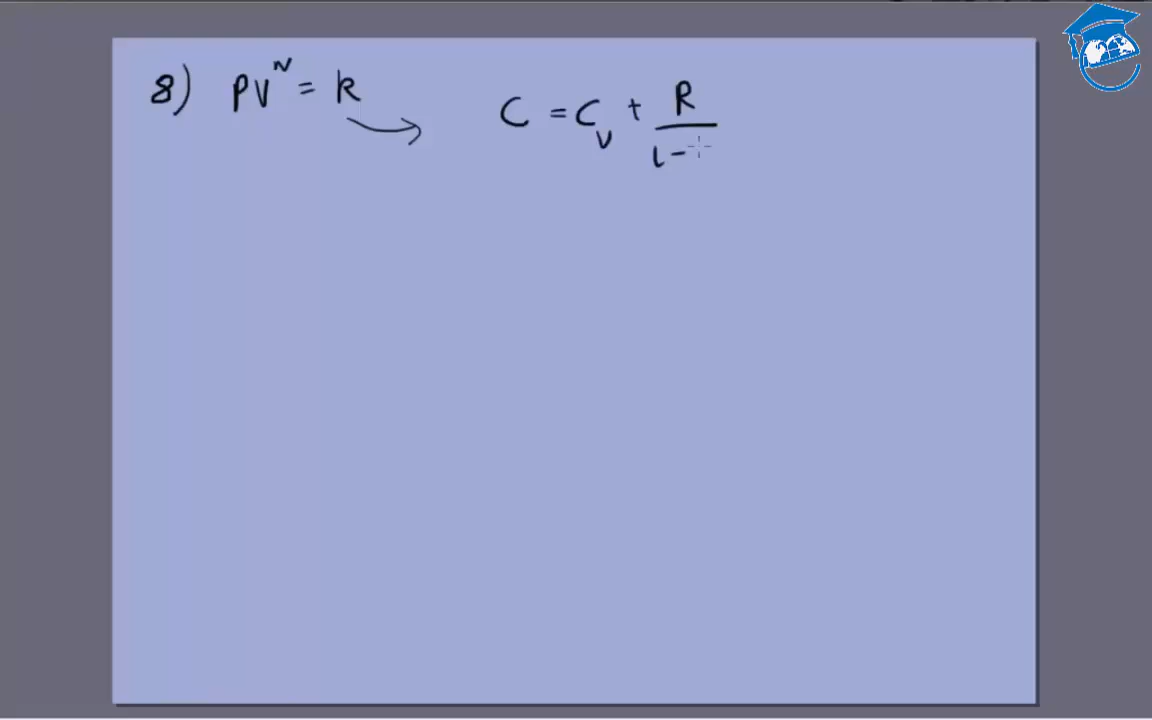 8) PV^N = k → C = C_V + R/(1-